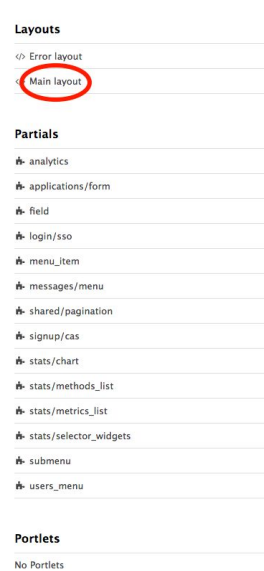 Layouts
Error layout
Main layout
Partials
analytics
applications/form
field
login/sso
menu_item
messages/menu
shared/pagination
signup/cas
stats/chart
stats/methods_list
stats/metrics_list
stats/selector_widgets
submenu
users_menu
Portlets
No Portlets